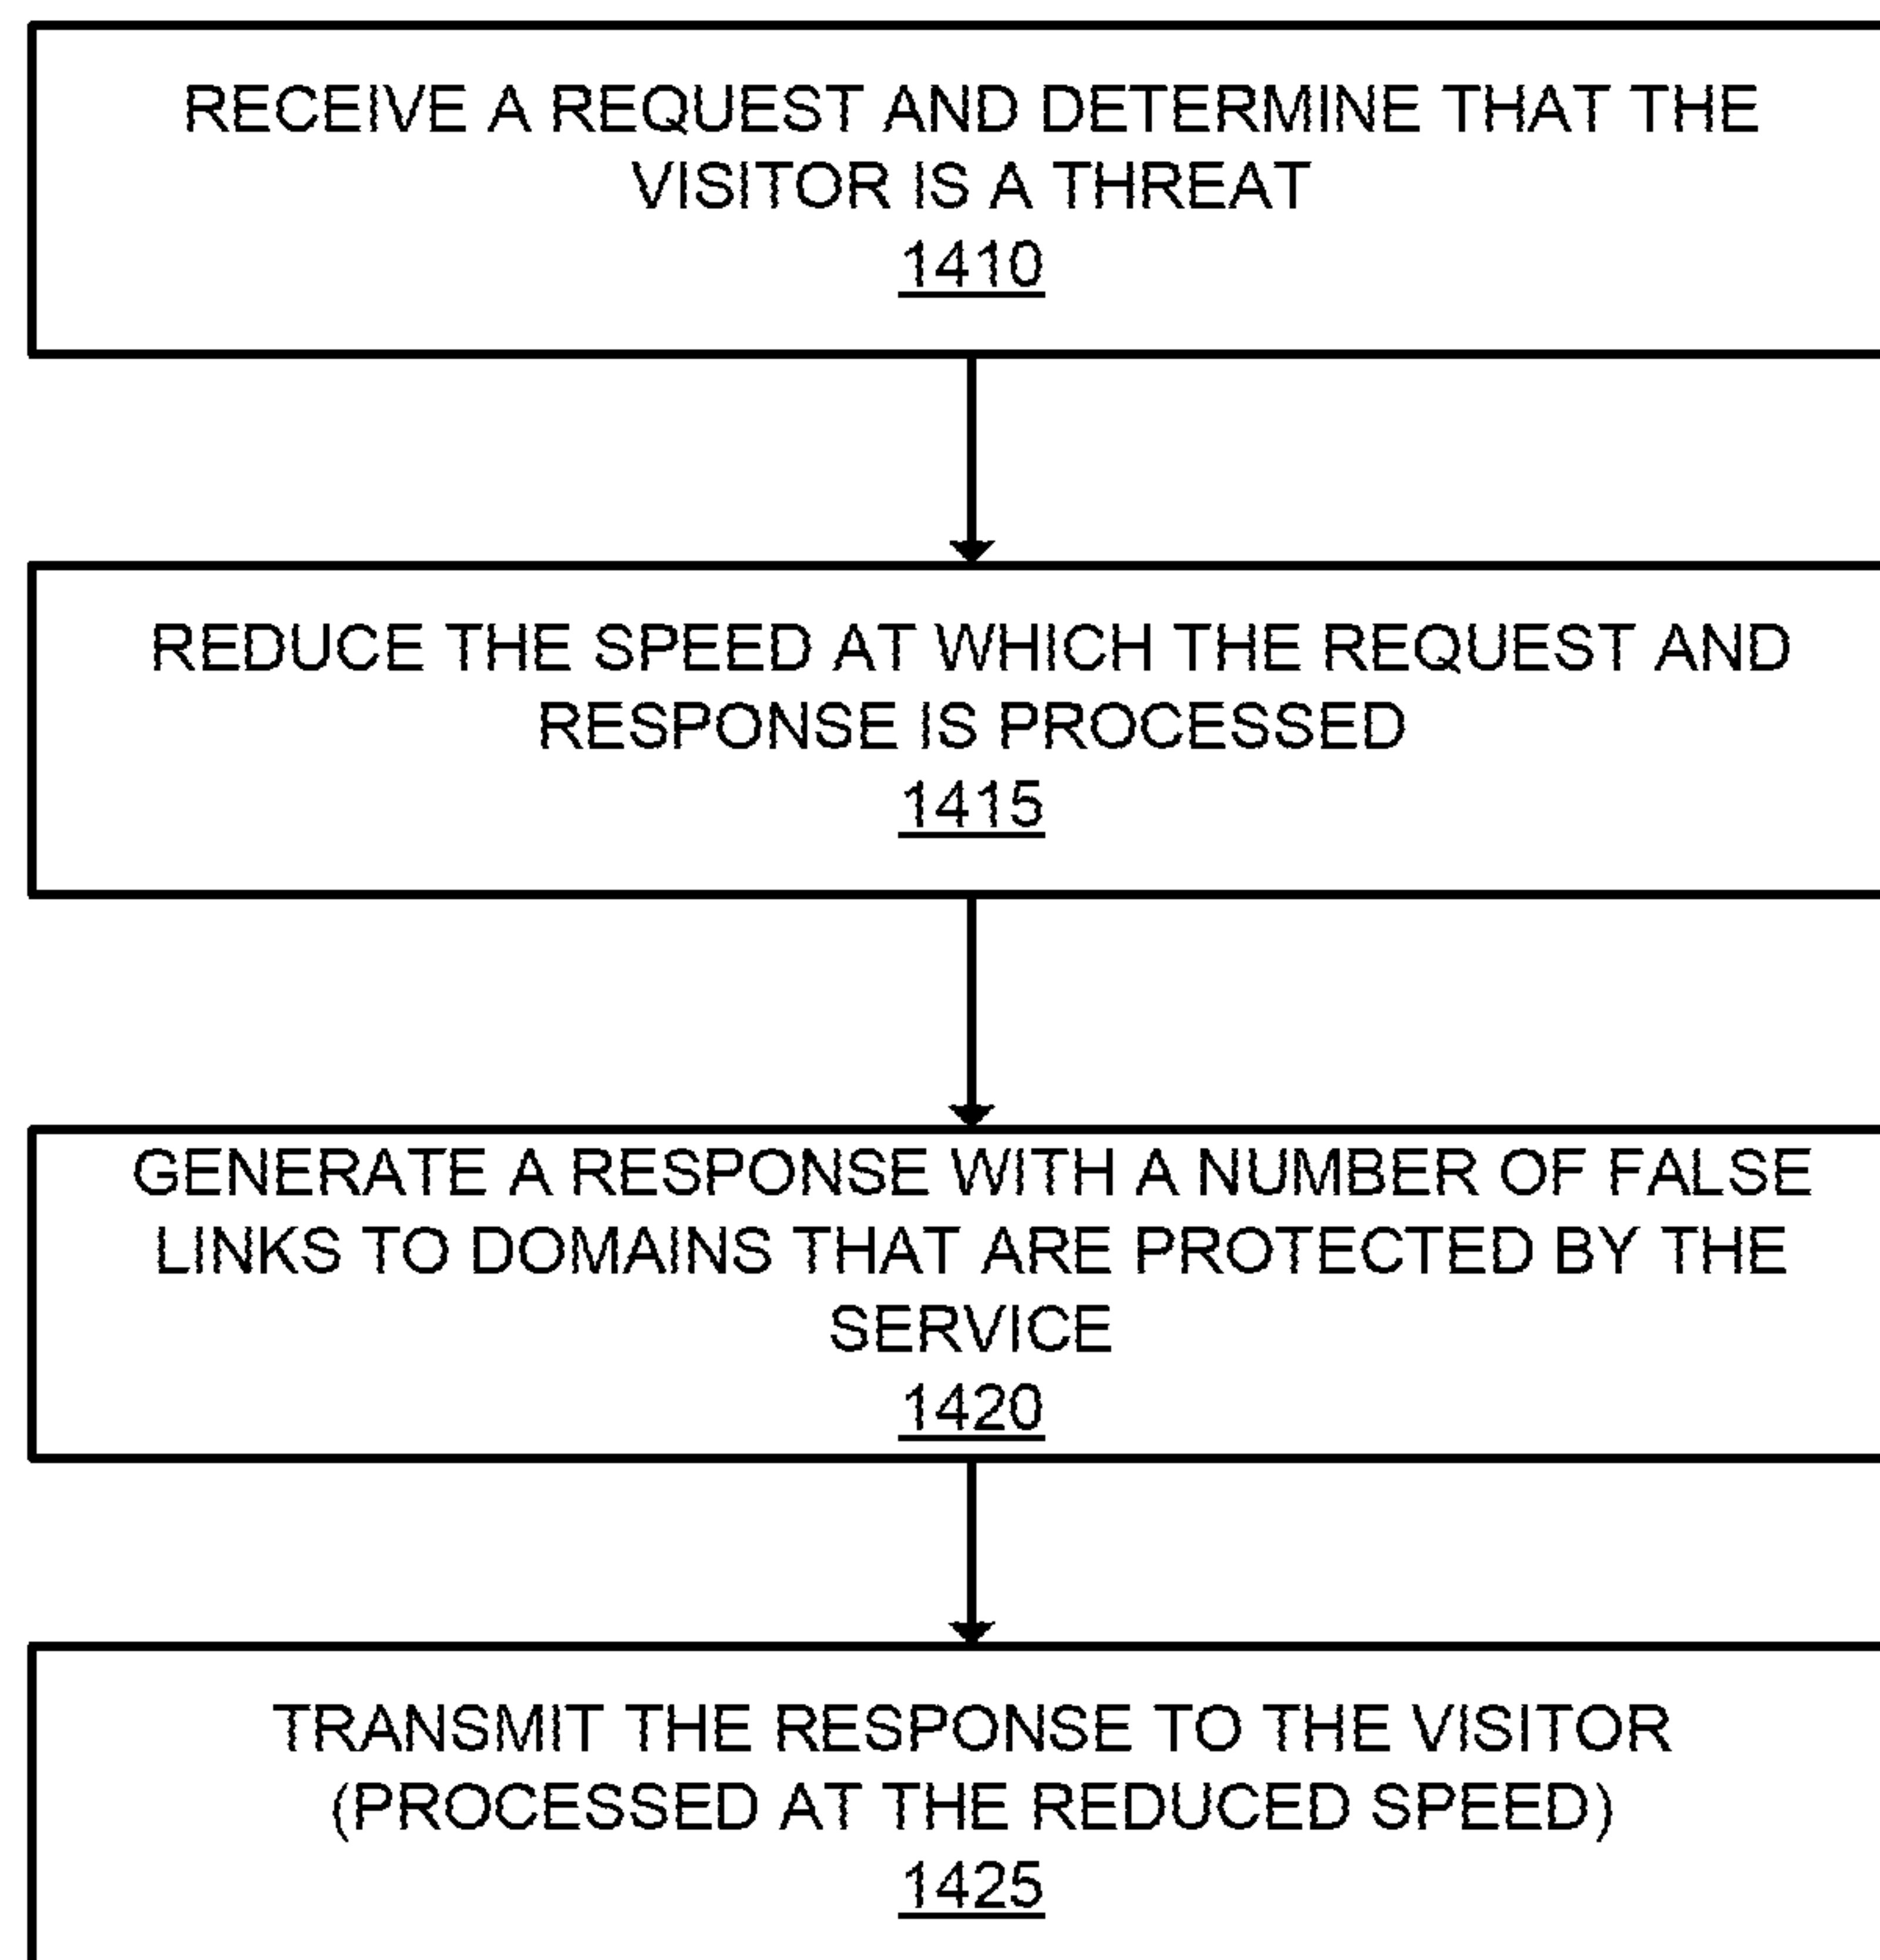 RECEIVE A REQUEST AND DETERMINE THAT THE
VISITOR IS A THREAT
1410
REDUCE THE SPEED AT WHICH THE REQUEST AND
RESPONSE IS PROCESSED
1415
GENERATE A RESPONSE WITH A NUMBER OF FALSE
LINKS TO DOMAINS THAT ARE PROTECTED BY THE
SERVICE
1420
TRANSMIT THE RESPONSE TO THE VISITOR
(PROCESSED AT THE REDUCED SPEED)
1425